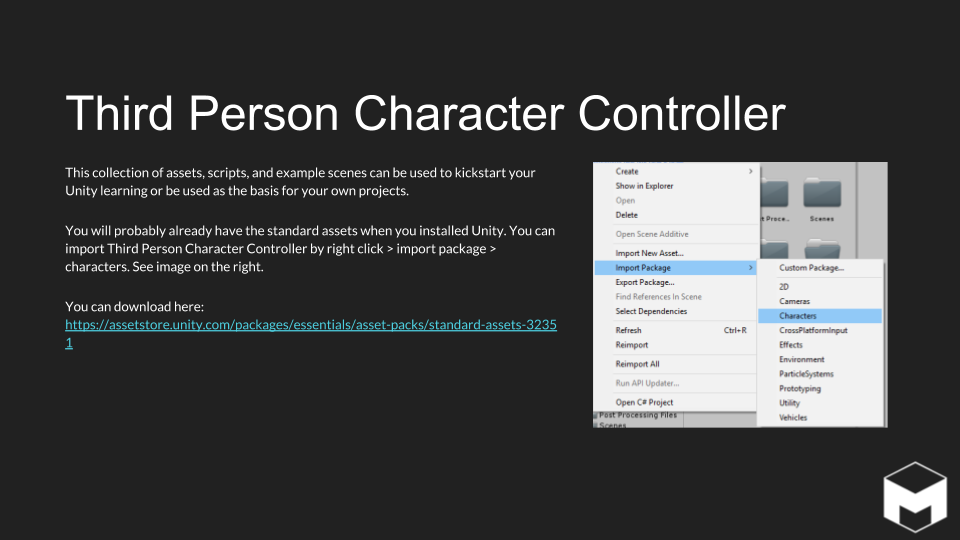 Third Person Character Controller
This collection of assets, scripts, and example scenes can be used to kickstart your
Unity learning or be used as the basis for your own projects.
You will probably already have the standard assets when you installed Unity. You can
import Third Person Character Controller by right click > import package >
characters. See image on the right.
You can download here:
https://assetstore.unity.com/packages/essentials/asset-packs/standard-assets-3235
1
Create >
Show in Explorer
Open
Delete
Open Scene Additive
Import New Asset...
Import Package >
Export Package...
Find References In Scene
Select Dependencies
Refresh Ctrl+R
Reimport
Reimport All
Run API Updater...
Open C# Project
t Proce.. Scenes
Custom Package...
2D
Cameras
Characters
CrossPlatformInput
Effects
Environment
ParticleSystems
Prototyping
Utility
Vehicles
Post Processing Files
Scenes